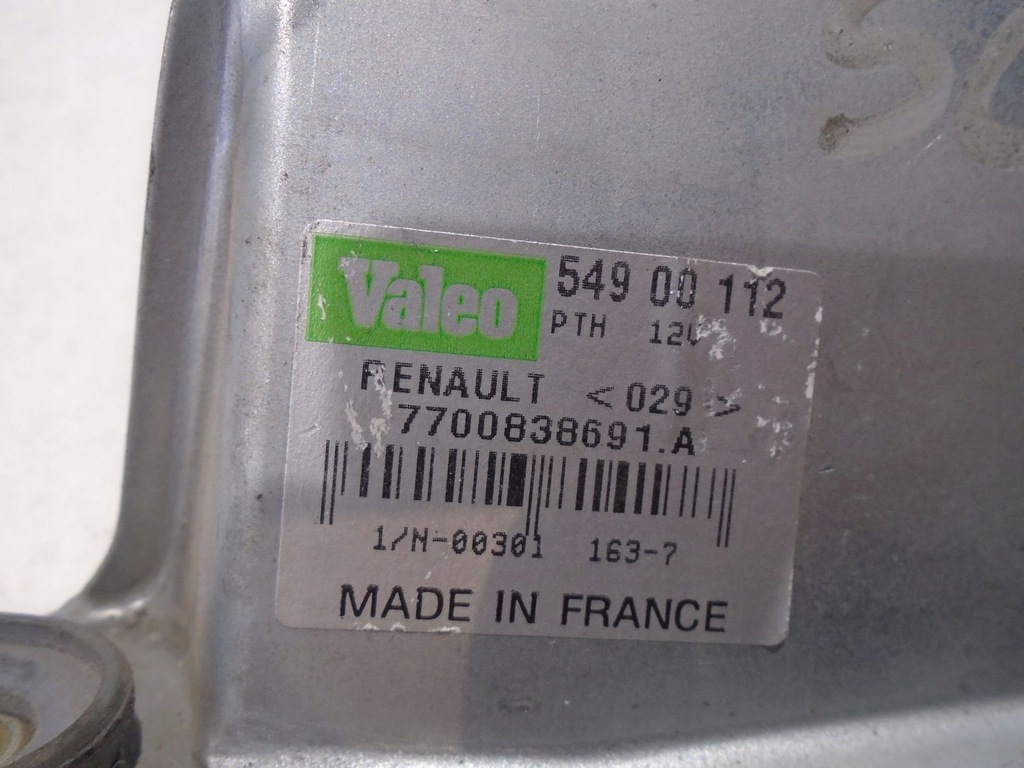 Valeo 549 00 112
PTH 12V
RENAULT <029>
7700838691.A
1/N-00301 163-7
MADE IN FRANCE